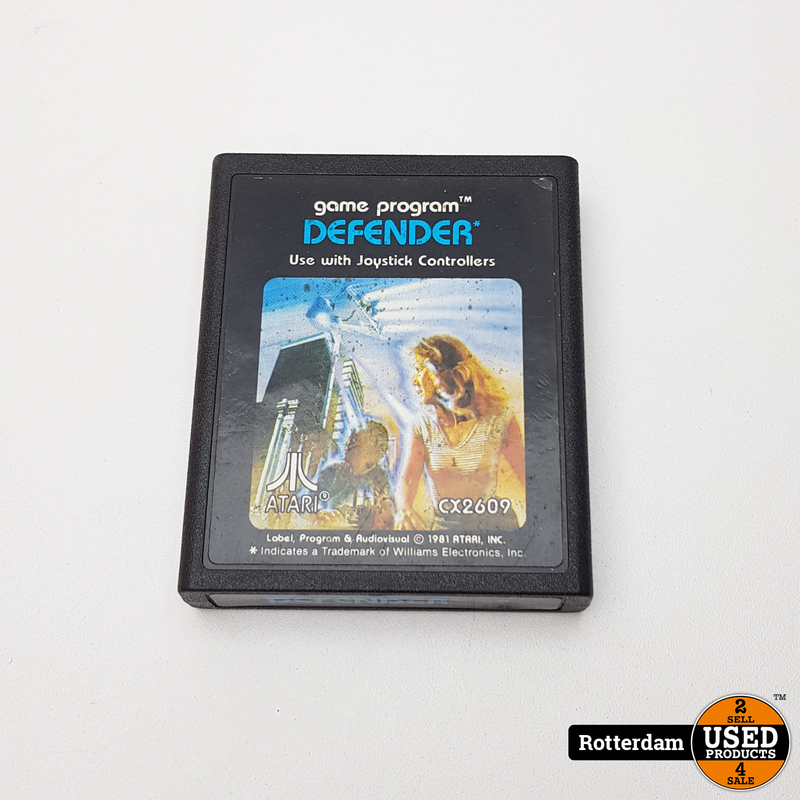 game program™
DEFENDER*
Use with Joystick Controllers
ATARI®
CX2609
Label, Program & Audiovisual © 1981 ATARI, INC.
* Indicates a Trademark of Williams Electronics, Inc.
DEFENDER
Rotterdam
2
SELL
USED
PRODUCTS
4
SALE
TM